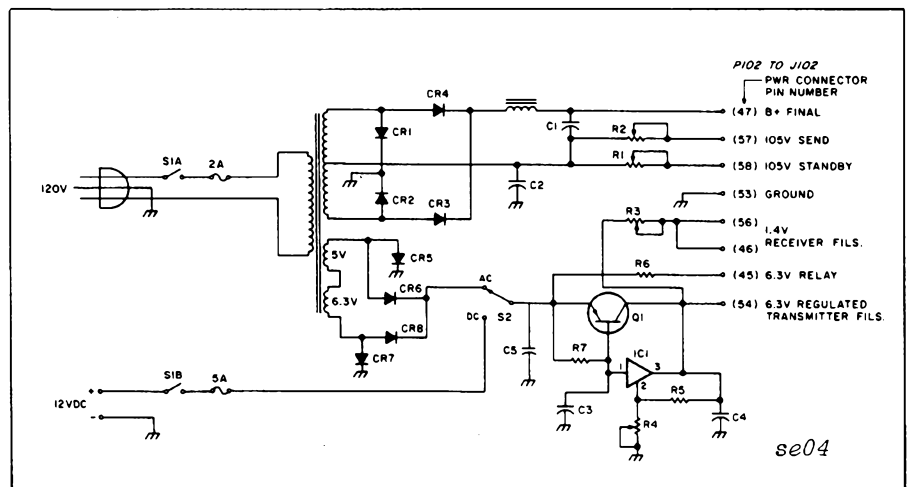 P102 TO J102
PWR CONNECTOR
PIN NUMBER
CR4
(47) B+ FINAL
C1
R2
CR1
(57) 105V SEND
S1A
2A
R1
(58) 105V STANDBY
120V
C2
CR2
(53) GROUND
CR3
R3
(56)
1.4V
5V
CR5
(46) RECEIVER FILS.
R6
CR6
AC
(45) 6.3V RELAY
6.3V
Q1
(54) 6.3V REGULATED
TRANSMITTER FILS.
DC
S2
CR8
C5
R7
IC1
CR7
1
3
S1B
5A
2
R5
+
12VDC
-
C3
C4
R4
se04